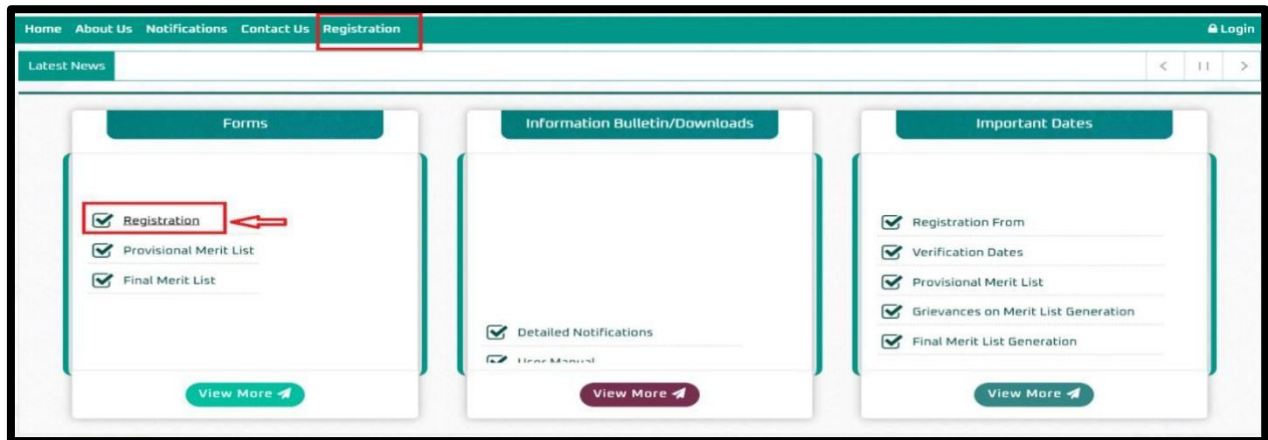 Home About Us Notifications Contact Us Registration Login
Latest News
Forms
Registration
Provisional Merit List
Final Merit List
View More
Information Bulletin/Downloads
Detailed Notifications
User Manual
View More
Important Dates
Registration From
Verification Dates
Provisional Merit List
Grievances on Merit List Generation
Final Merit List Generation
View More